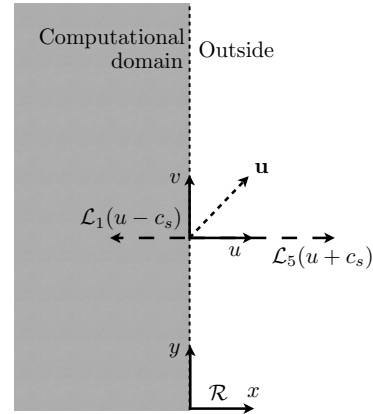 Computational
domain
Outside
v
𝐮
ℒ₁(u − cₛ)
u
ℒ₅(u + cₛ)
y
ℛ
x